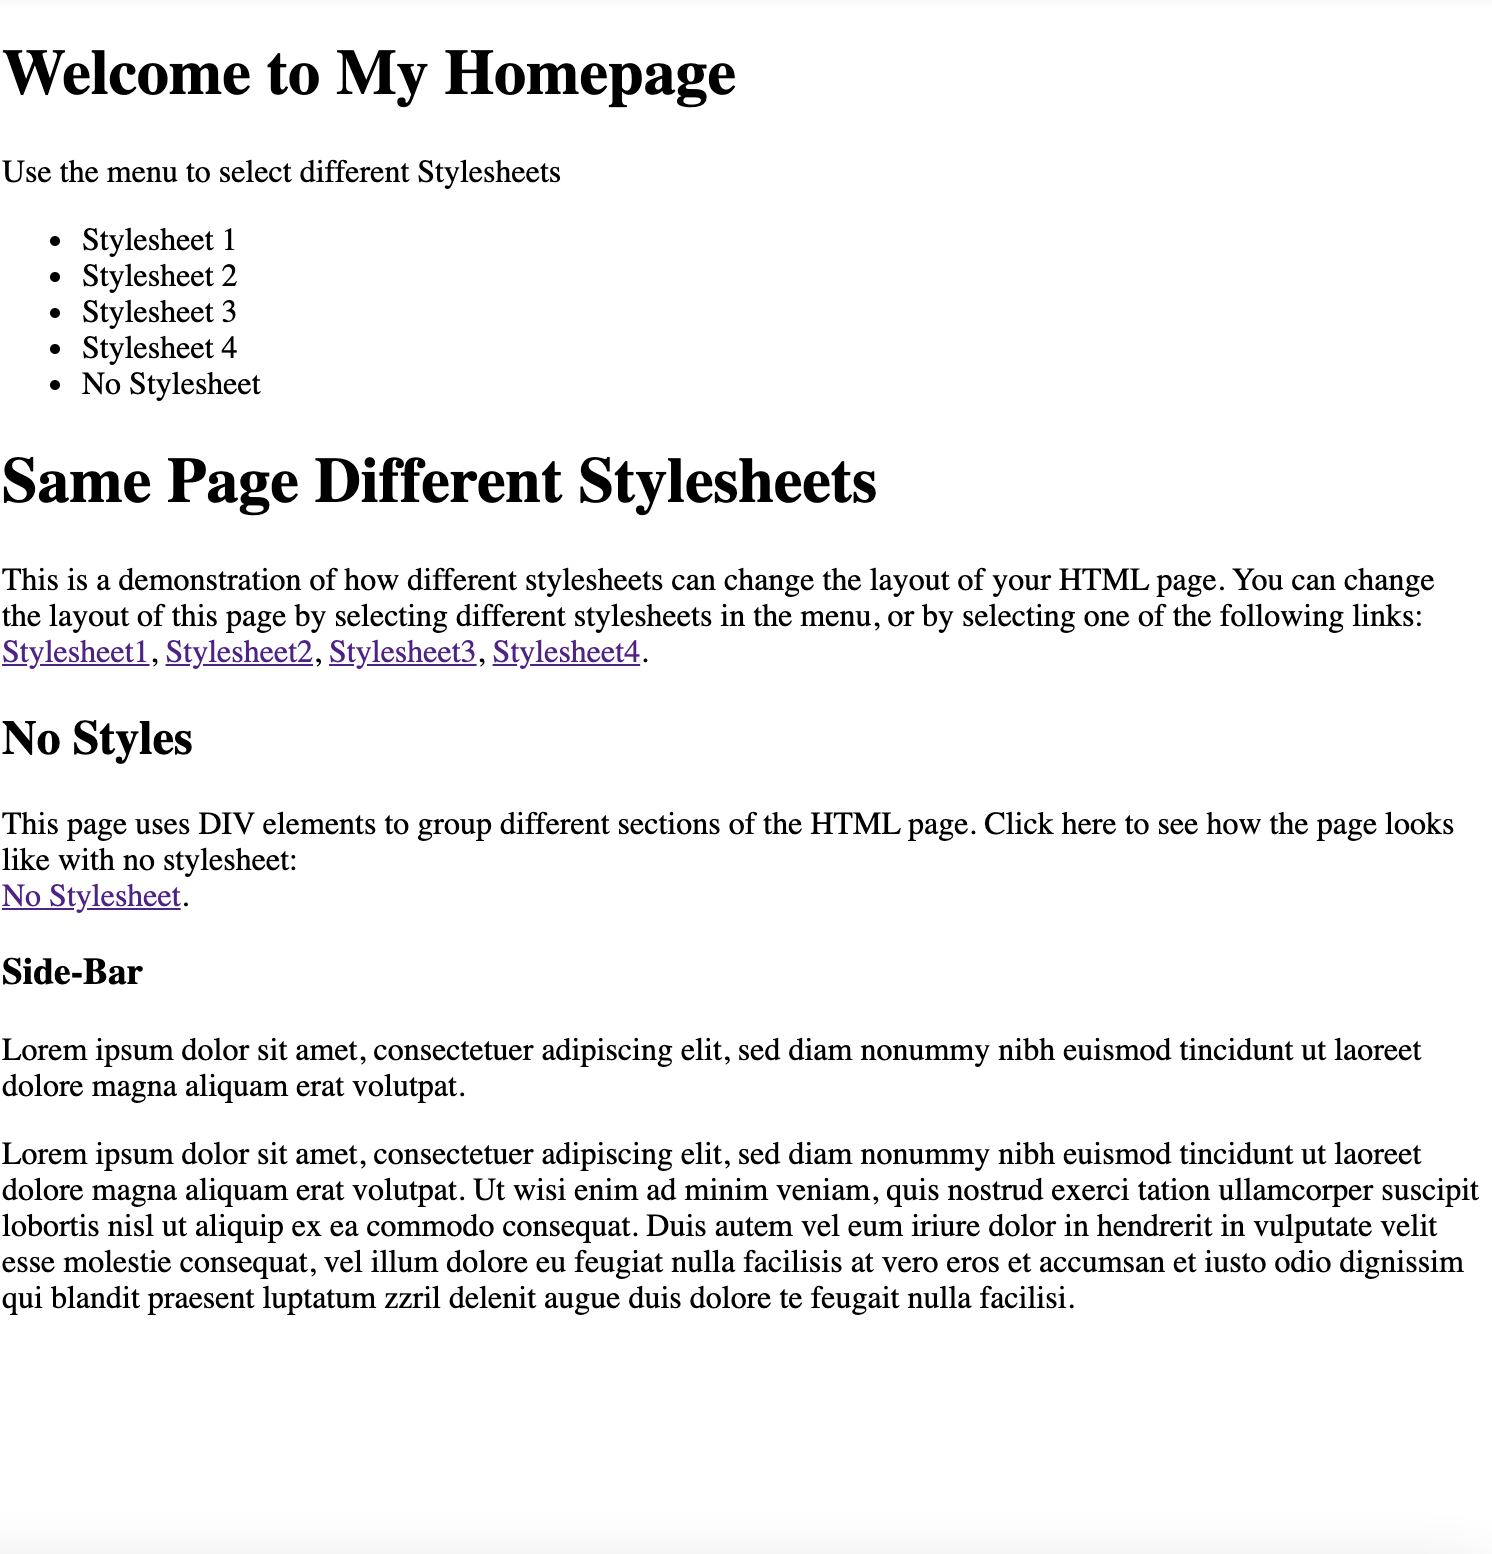 Welcome to My Homepage
Use the menu to select different Stylesheets
• Stylesheet 1
• Stylesheet 2
• Stylesheet 3
• Stylesheet 4
• No Stylesheet
Same Page Different Stylesheets
This is a demonstration of how different stylesheets can change the layout of your HTML page. You can change
the layout of this page by selecting different stylesheets in the menu, or by selecting one of the following links:
Stylesheet1, Stylesheet2, Stylesheet3, Stylesheet4.
No Styles
This page uses DIV elements to group different sections of the HTML page. Click here to see how the page looks
like with no stylesheet:
No Stylesheet.
Side-Bar
Lorem ipsum dolor sit amet, consectetuer adipiscing elit, sed diam nonummy nibh euismod tincidunt ut laoreet
dolore magna aliquam erat volutpat.
Lorem ipsum dolor sit amet, consectetuer adipiscing elit, sed diam nonummy nibh euismod tincidunt ut laoreet
dolore magna aliquam erat volutpat. Ut wisi enim ad minim veniam, quis nostrud exerci tation ullamcorper suscipit
lobortis nisl ut aliquip ex ea commodo consequat. Duis autem vel eum iriure dolor in hendrerit in vulputate velit
esse molestie consequat, vel illum dolore eu feugiat nulla facilisis at vero eros et accumsan et iusto odio dignissim
qui blandit praesent luptatum zzril delenit augue duis dolore te feugait nulla facilisi.